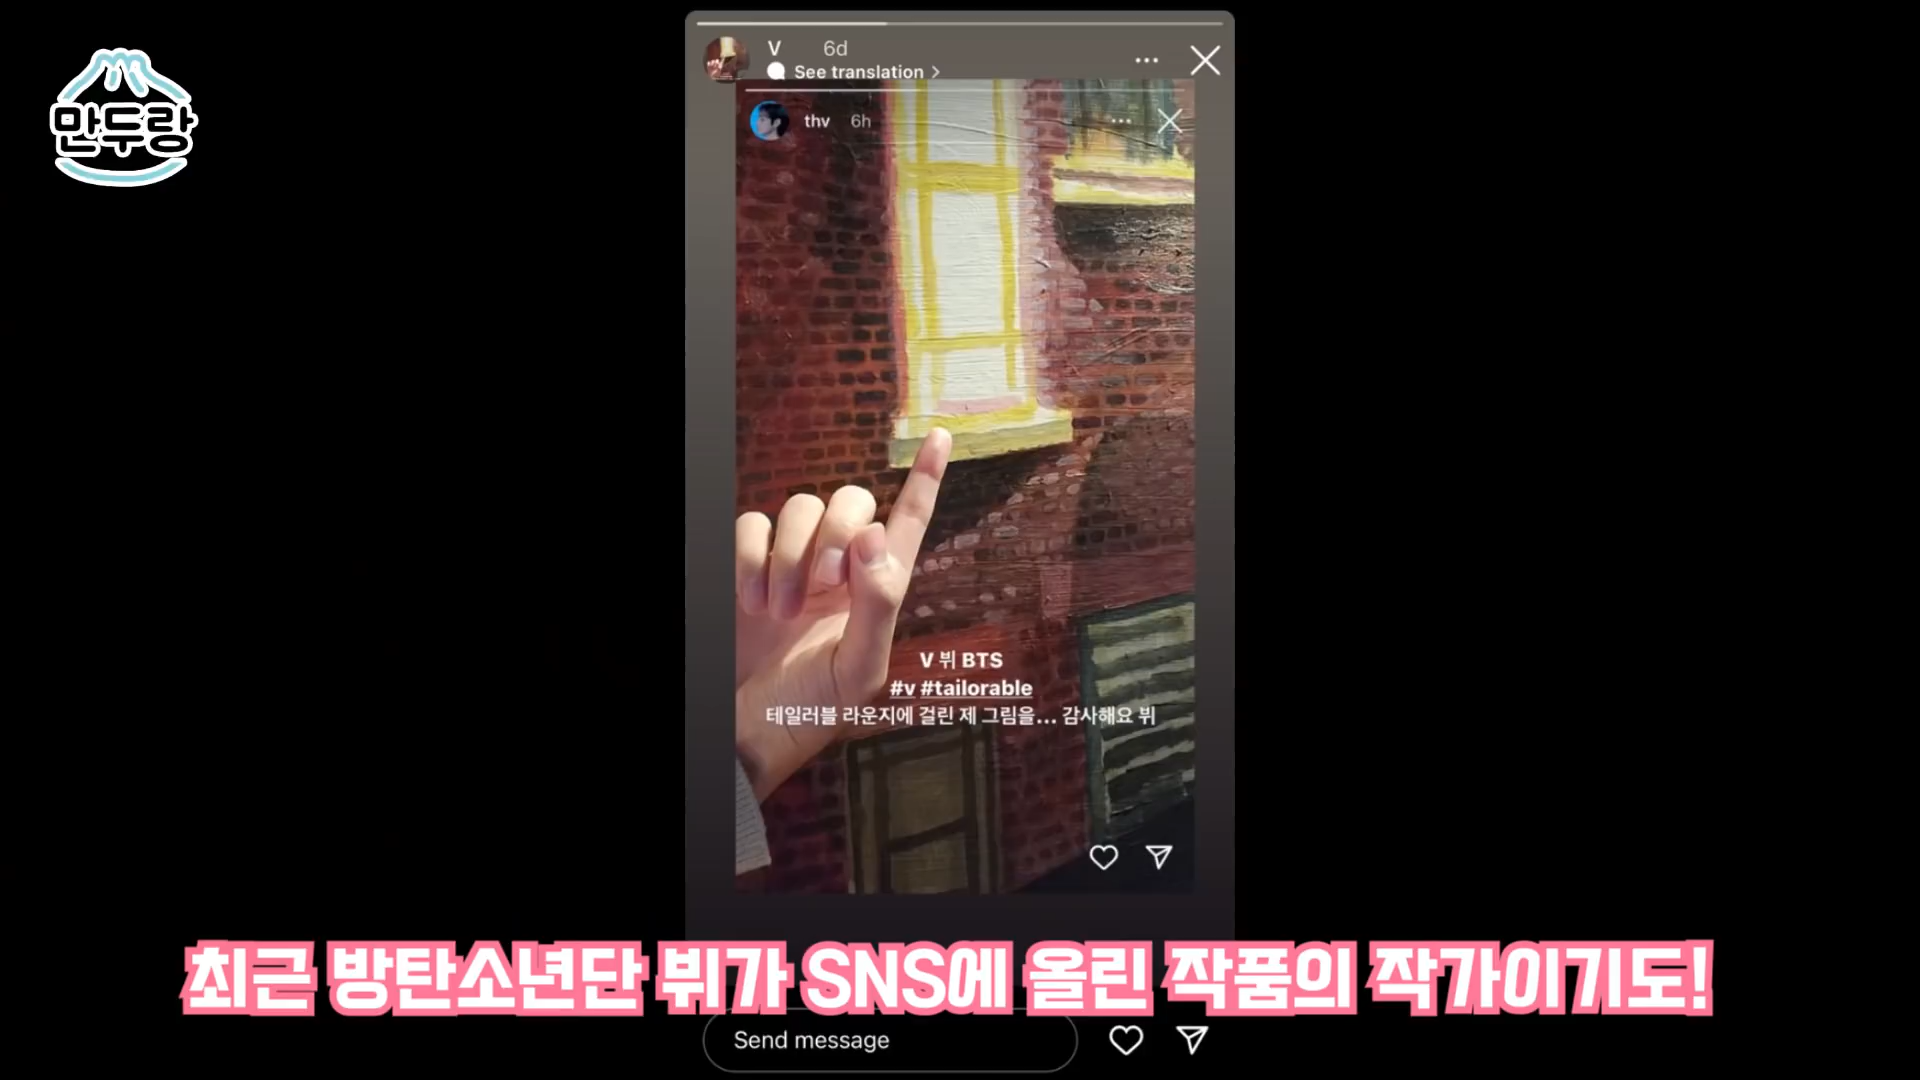 만두랑
V 6d
See translation >
thv 6h
V 뷔 BTS
#v #tailorable
테일러블 라운지에 걸린 제 그림을... 감사해요 뷔
최근 방탄소년단 뷔가 SNS에 올린 작품의 작가이기도!
Send message